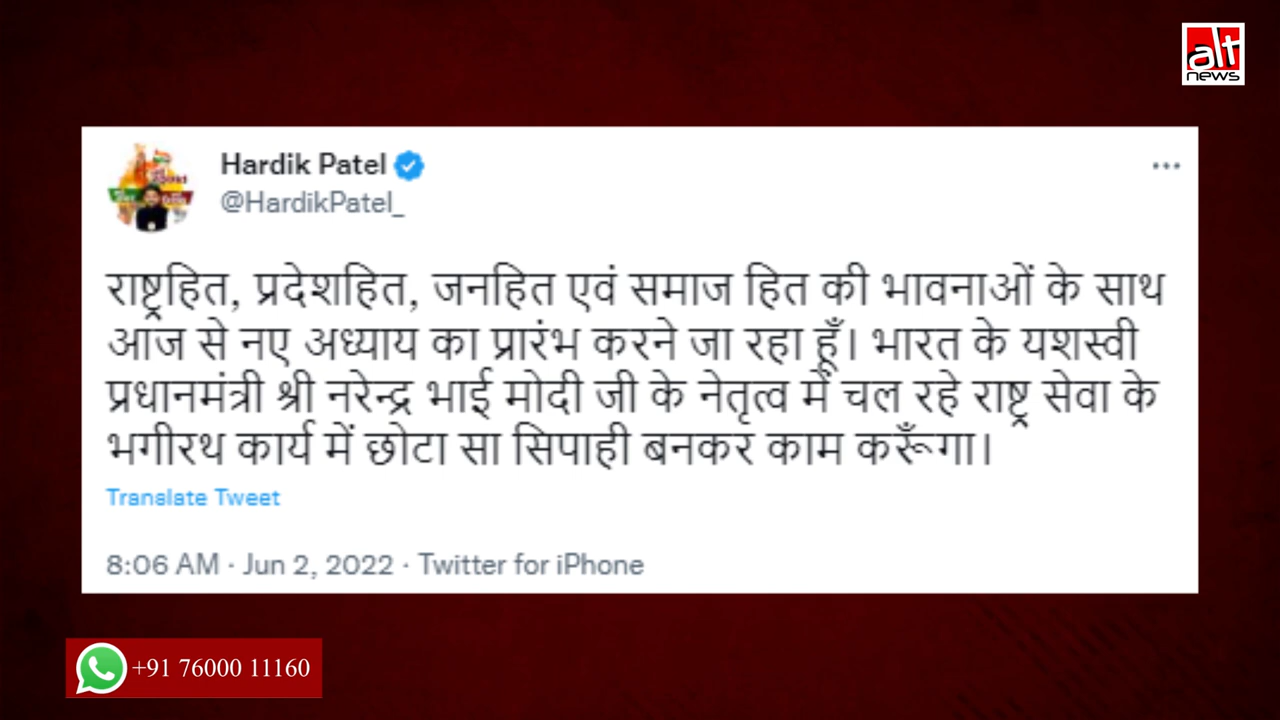 alt
news
Hardik Patel
@HardikPatel_
राष्ट्रहित, प्रदेशहित, जनहित एवं समाज हित की भावनाओं के साथ
आज से नए अध्याय का प्रारंभ करने जा रहा हूँ। भारत के यशस्वी
प्रधानमंत्री श्री नरेन्द्र भाई मोदी जी के नेतृत्व में चल रहे राष्ट्र सेवा के
भगीरथ कार्य में छोटा सा सिपाही बनकर काम करूँगा।
Translate Tweet
8:06 AM · Jun 2, 2022 · Twitter for iPhone
+91 76000 11160